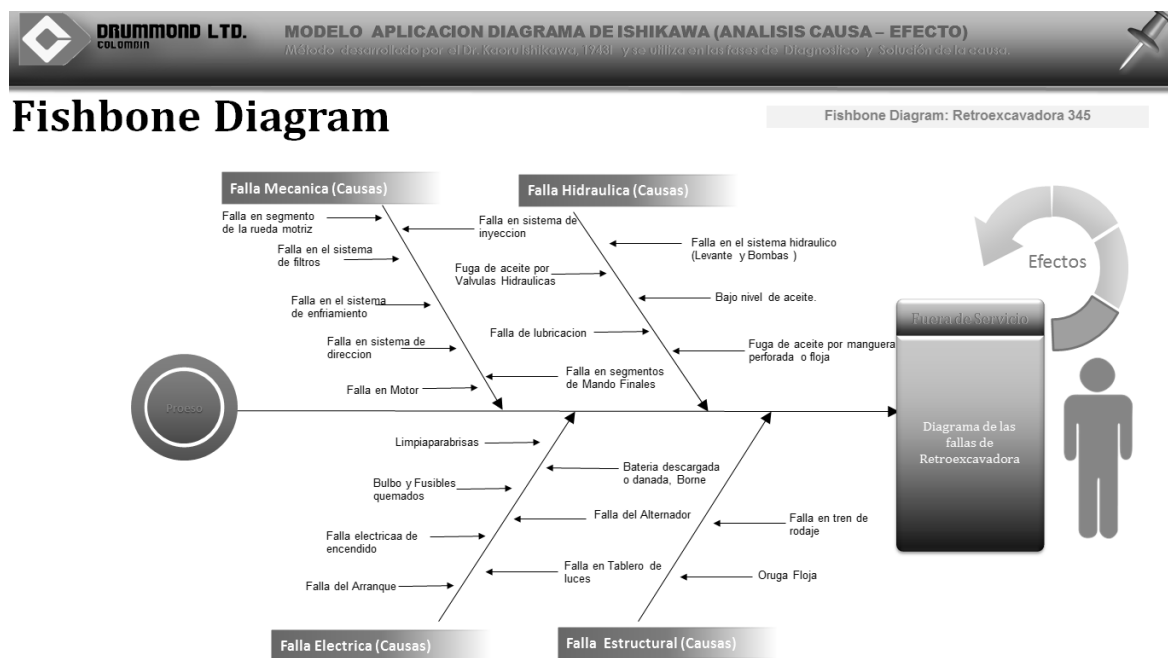 DRUMMOND LTD.
COLOMBIA
MODELO APLICACION DIAGRAMA DE ISHIKAWA (ANALISIS CAUSA – EFECTO)
Método desarrollado por el Dr. Kaoru Ishikawa, 1943l y se utiliza en las fases de Diagnostico y Solución de la causa.
Fishbone Diagram
Fishbone Diagram: Retroexcavadora 345
Falla Mecanica (Causas)
Falla Hidraulica (Causas)
Falla en segmento
de la rueda motriz
Falla en sistema de
inyeccion
Falla en el sistema
de filtros
Falla en el sistema
de enfriamiento
Falla en sistema de
direccion
Falla en Motor
Falla en segmentos
de Mando Finales
Falla en el sistema hidraulico
(Levante y Bombas )
Fuga de aceite por
Valvulas Hidraulicas
Bajo nivel de aceite.
Falla de lubricacion
Fuga de aceite por manguera
perforada o floja
Efectos
Fuera de Servicio
Diagrama de las
fallas de
Retroexcavadora
Proeso
Limpiaparabrisas
Bateria descargada
o danada, Borne
Bulbo y Fusibles
quemados
Falla del Alternador
Falla electricaa de
encendido
Falla en Tablero de
luces
Falla del Arranque
Falla en tren de
rodaje
Oruga Floja
Falla Electrica (Causas)
Falla Estructural (Causas)